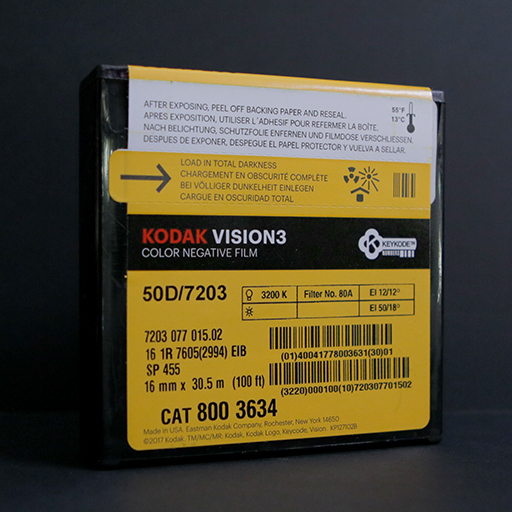 AFTER EXPOSING, PEEL OFF BACKING PAPER AND RESEAL.
APRES EXPOSITION, UTILISER L´ADHESIF POUR REFERMER LA BOÎTE.
NACH BELICHTUNG, SCHUTZFOLIE ENTFERNEN UND FILMDOSE VERSCHLIESSEN.
DESPUES DE EXPONER, DESPEGUE EL PAPEL PROTECTOR Y VUELVA A SELLAR.
55°F
13°C
LOAD IN TOTAL DARKNESS
CHARGEMENT EN OBSCURITÉ COMPLÈTE
BEI VÖLLIGER DUNKELHEIT EINLEGEN
CARGUE EN OSCURIDAD TOTAL
KODAK VISION3
COLOR NEGATIVE FILM
KEYKODE™
NUMBERS
50D/7203
3200 K Filter No. 80A EI 12/12°
EI 50/18°
7203 077 015.02
16 1R 7605(2994) EIB
SP 455
16 mm x 30.5 m (100 ft)
(01)40041778003631(30)01
(3220)000100(10)720307701502
CAT 800 3634
Made in USA, Eastman Kodak Company, Rochester, New York 14650
©2017 Kodak. TM/MC/MR: Kodak, Kodak Logo, Keycode, Vision.